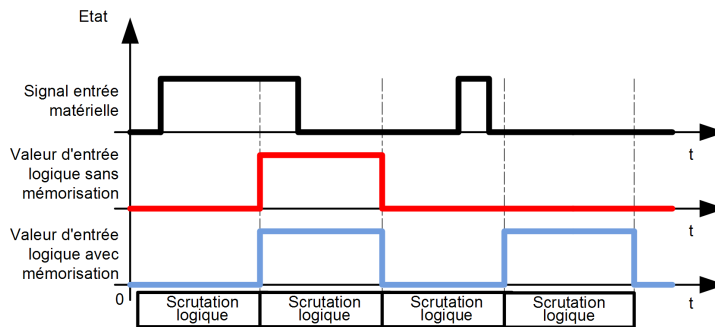 Etat
Signal entrée
matérielle
t
Valeur d'entrée
logique sans
mémorisation
t
Valeur d'entrée
logique avec
mémorisation
0
t
Scrutation
logique
Scrutation
logique
Scrutation
logique
Scrutation
logique